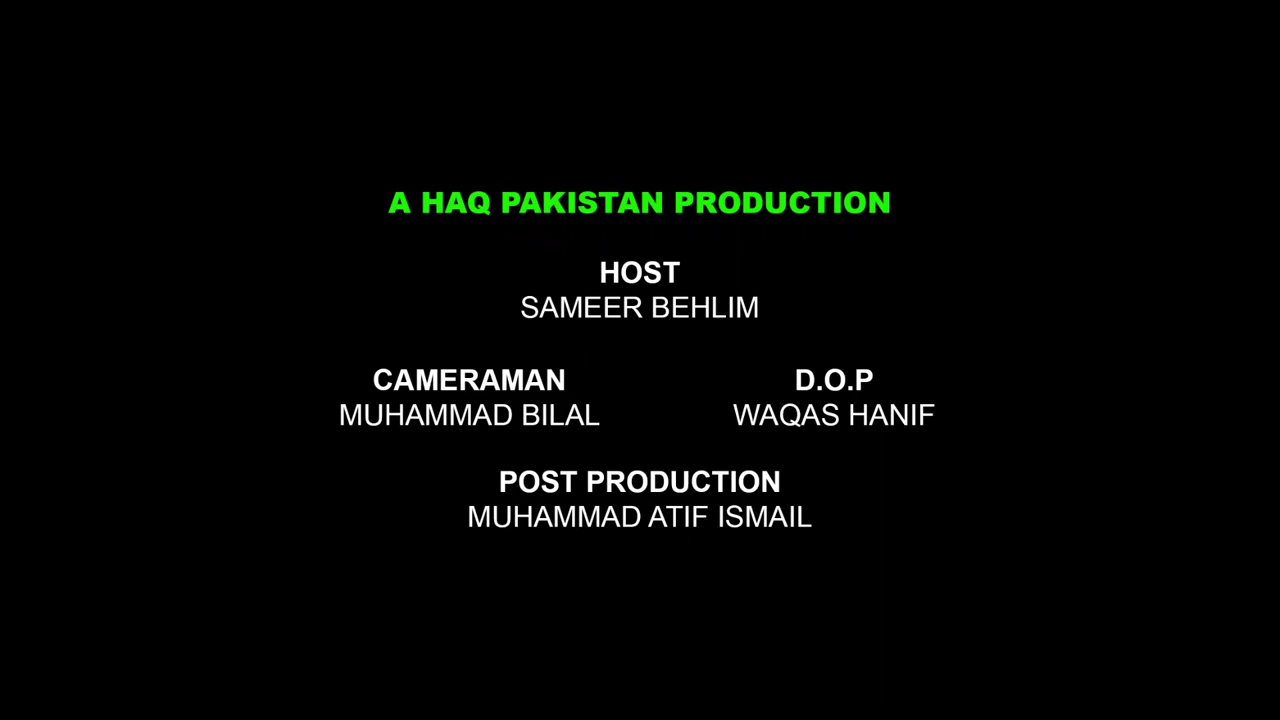 A HAQ PAKISTAN PRODUCTION
HOST
SAMEER BEHLIM
CAMERAMAN
MUHAMMAD BILAL
D.O.P
WAQAS HANIF
POST PRODUCTION
MUHAMMAD ATIF ISMAIL